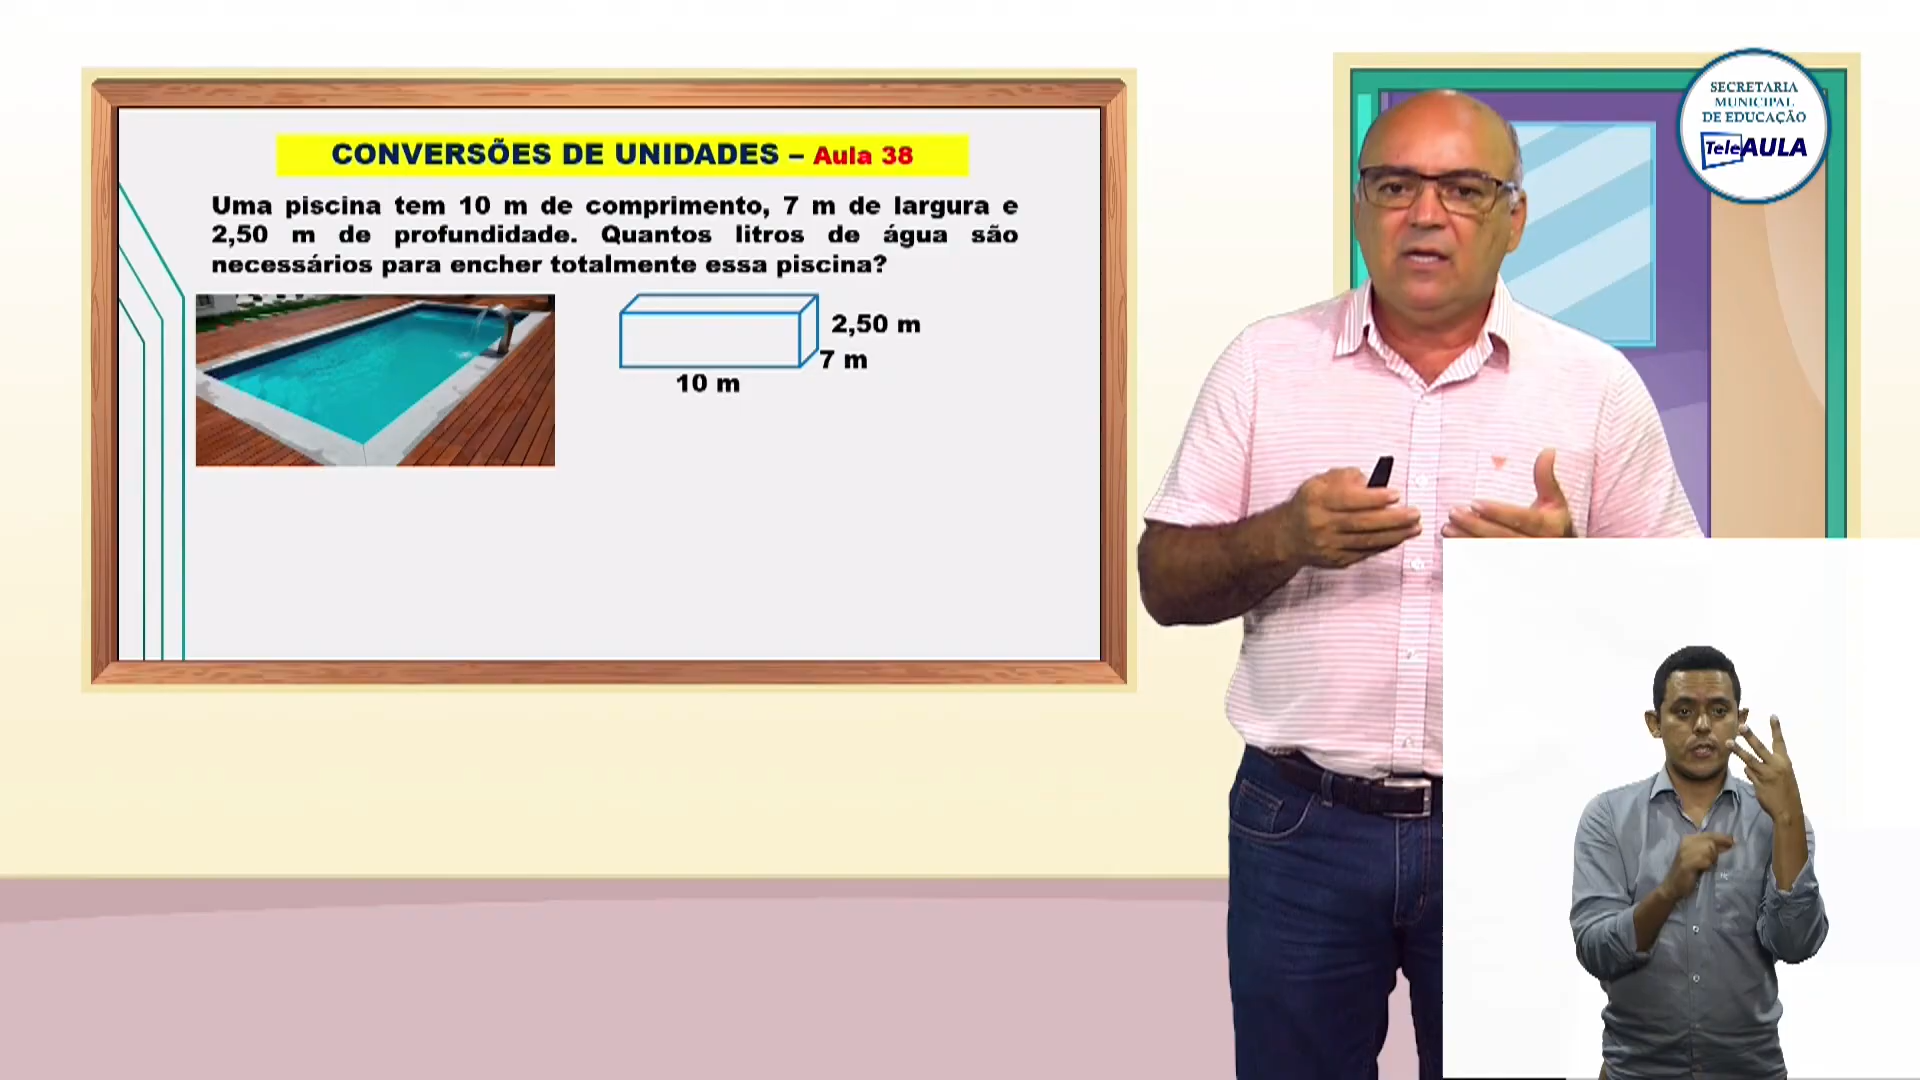 CONVERSÕES DE UNIDADES – Aula 38
Uma piscina tem 10 m de comprimento, 7 m de largura e
2,50 m de profundidade. Quantos litros de água são
necessários para encher totalmente essa piscina?
2,50 m
7 m
10 m
SECRETARIA
MUNICIPAL
DE EDUCAÇÃO
TeleAULA